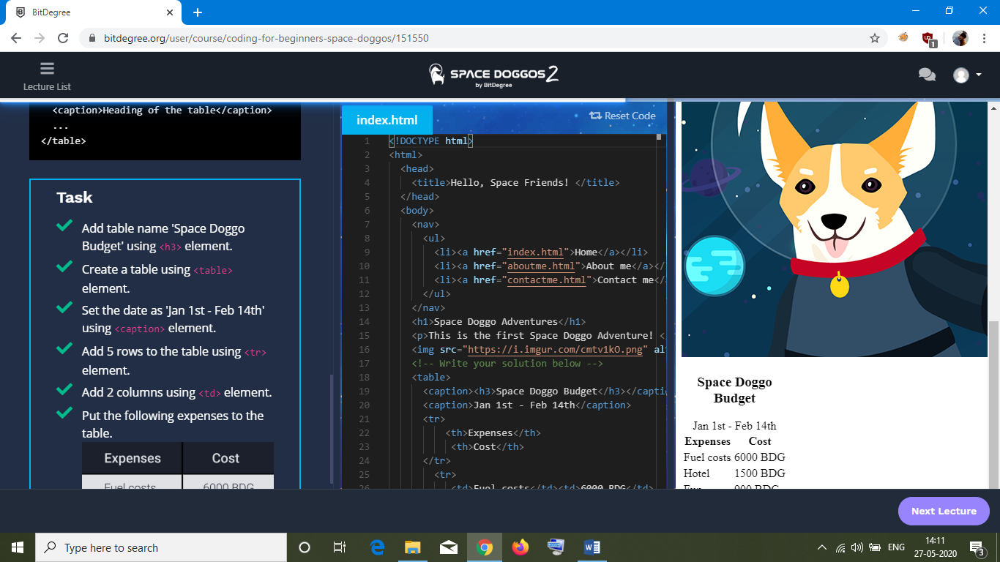 BitDegree
bitdegree.org/user/course/coding-for-beginners-space-doggos/151550
1
Lecture List
SPACE DOGGOS 2
by BitDegree
<caption>Heading of the table</caption>
...
</table>
Task
Add table name 'Space Doggo
Budget' using <h3> element.
Create a table using <table>
element.
Set the date as 'Jan 1st - Feb 14th'
using <caption> element.
Add 5 rows to the table using <tr>
element.
Add 2 columns using <td> element.
Put the following expenses to the
table.
Expenses Cost
Fuel costs 6000 BDG
index.html
Reset Code
1 <!DOCTYPE html>
2 <html>
3 <head>
4 <title>Hello, Space Friends! </title>
5 </head>
6 <body>
7 <nav>
8 <ul>
9 <li><a href="index.html">Home</a></li>
10 <li><a href="aboutme.html">About me</a></
11 <li><a href="contactme.html">Contact me</
12 </ul>
13 </nav>
14 <h1>Space Doggo Adventures</h1>
15 <p>This is the first Space Doggo Adventure! <
16 <img src="https://i.imgur.com/cmtv1kO.png" al
17 <!-- Write your solution below -->
18 <table>
19 <caption><h3>Space Doggo Budget</h3></captio
20 <caption>Jan 1st - Feb 14th</caption>
21 <tr>
22 <th>Expenses</th>
23 <th>Cost</th>
24 </tr>
25 <tr>
26 <td>Fuel costs</td><td>6000 BDG</td>
Space Doggo
Budget
Jan 1st - Feb 14th
Expenses Cost
Fuel costs 6000 BDG
Hotel 1500 BDG
900 BDG
Next Lecture
Type here to search
ENG
14:11
27-05-2020
3